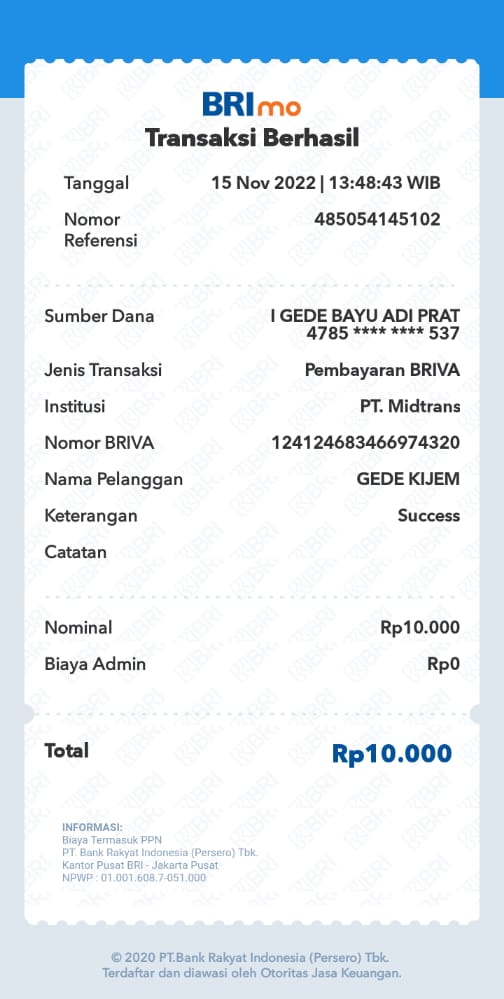 BRImo
Transaksi Berhasil
Tanggal 15 Nov 2022 | 13:48:43 WIB
Nomor 485054145102
Referensi
Sumber Dana I GEDE BAYU ADI PRAT
4785 **** **** 537
Jenis Transaksi Pembayaran BRIVA
Institusi PT. Midtrans
Nomor BRIVA 124124683466974320
Nama Pelanggan GEDE KIJEM
Keterangan Success
Catatan
Nominal Rp10.000
Biaya Admin Rp0
Total Rp10.000
INFORMASI:
Biaya Termasuk PPN
PT. Bank Rakyat Indonesia (Persero) Tbk.
Kantor Pusat BRI - Jakarta Pusat
NPWP : 01.001.608.7-051.000
© 2020 PT.Bank Rakyat Indonesia (Persero) Tbk.
Terdaftar dan diawasi oleh Otoritas Jasa Keuangan.